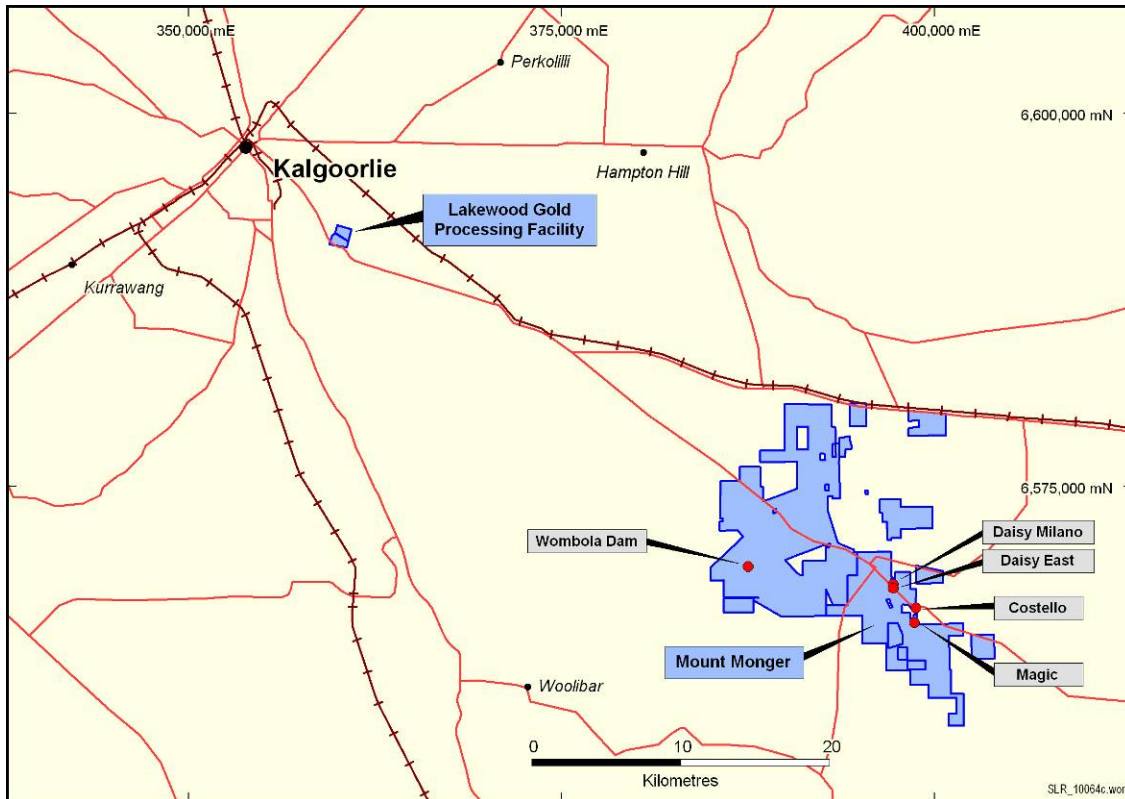 350,000 mE
375,000 mE
400,000 mE
Perkolilli
6,600,000 mN
Kalgoorlie
Hampton Hill
Lakewood Gold
Processing Facility
Kurrawang
6,575,000 mN
Wombola Dam
Daisy Milano
Daisy East
Costello
Mount Monger
Magic
Woolibar
0
10
20
Kilometres
SLR_10064c.wor